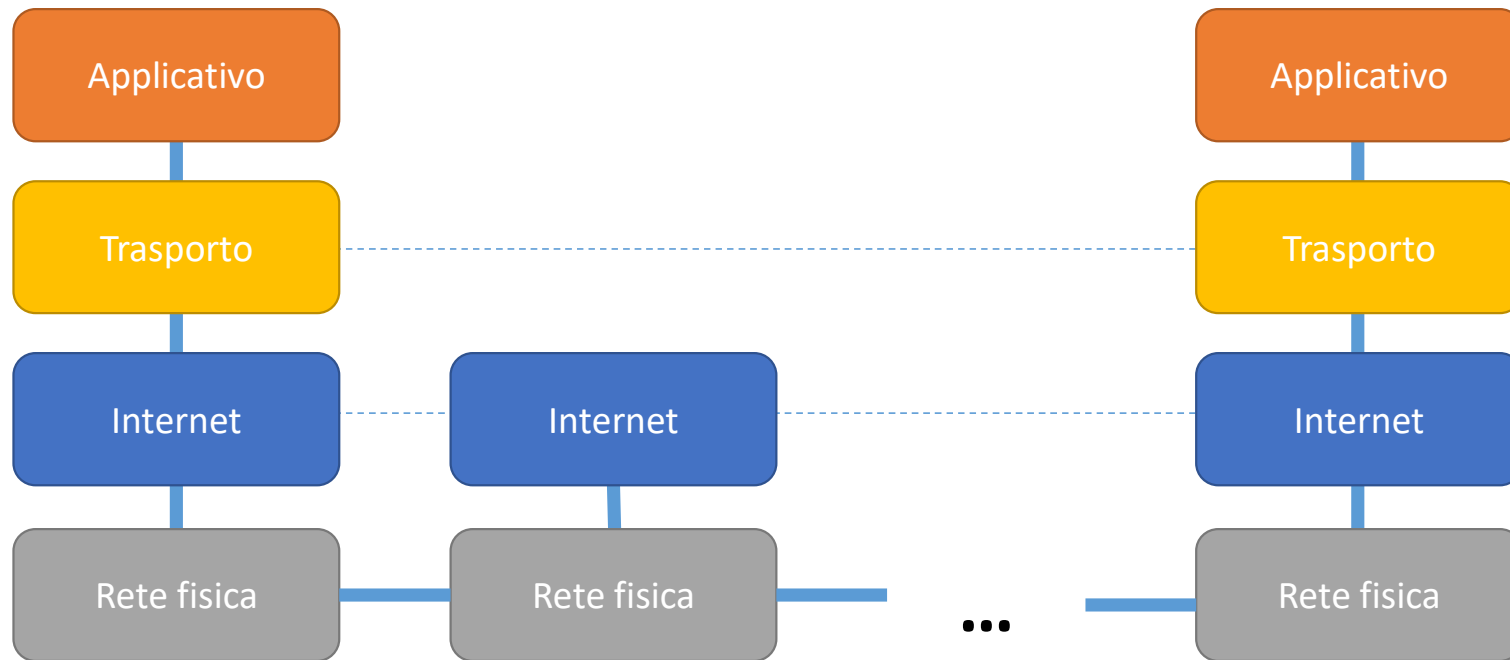 Applicativo
Applicativo
Trasporto
Trasporto
Internet
Internet
Internet
Rete fisica
Rete fisica
...
Rete fisica